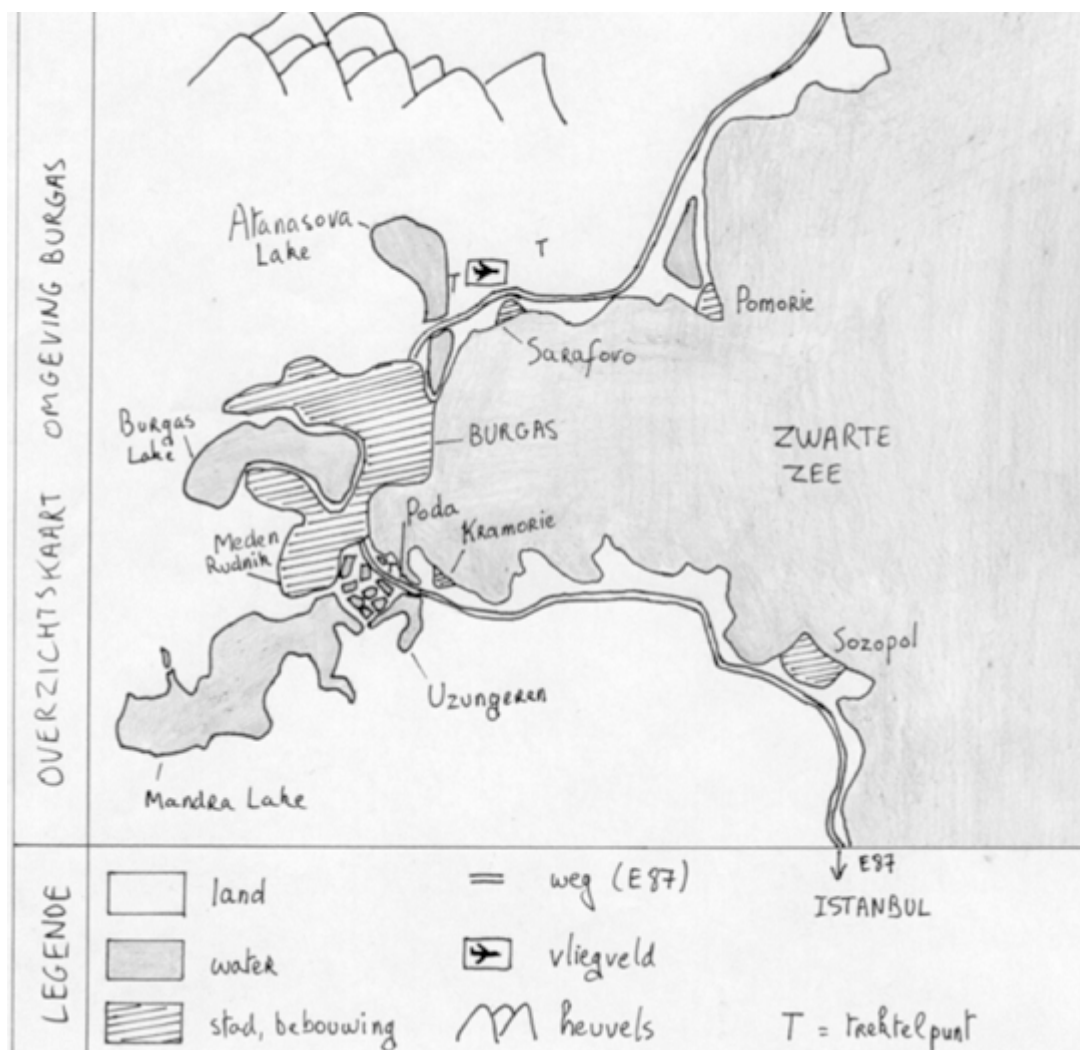 OVERZICHTSKAART OMGEVING BURGAS
Atanasova
Lake
T
T
Pomorie
Sarafovo
Burgas
Lake
BURGAS
ZWARTE
ZEE
Poda
Kramorie
Meden
Rudnik
Sozopol
Uzungeren
Mandra Lake
E87
ISTANBUL
LEGENDE
land
water
stad, bebouwing
weg (E87)
vliegveld
heuvels
T = trektelpunt